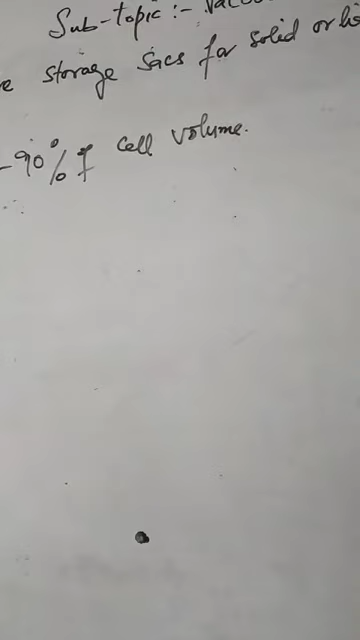 Sub-topic :-
storage sacs for solid or
-90% of cell volume.